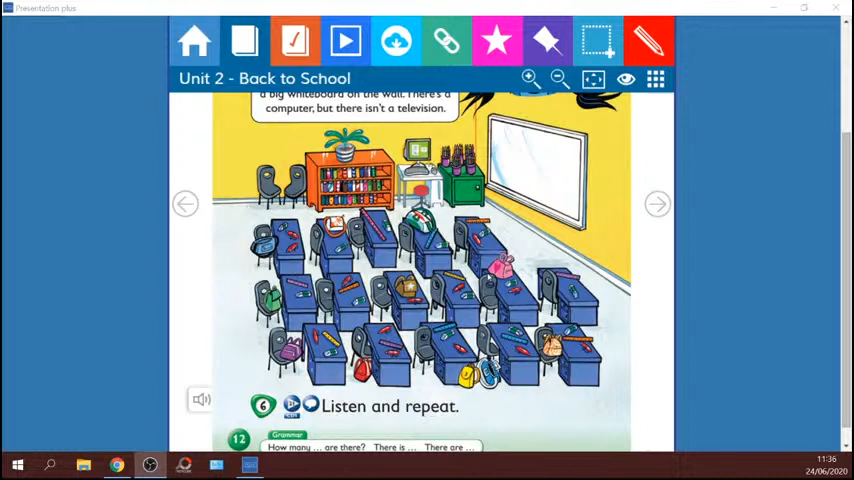 Presentation plus
Unit 2 - Back to School
a big whiteboard on the wall. There's a
computer, but there isn't a television.
6 Listen and repeat.
12
Grammar
How many ... are there? There is ... There are ...
11:36
24/06/2020